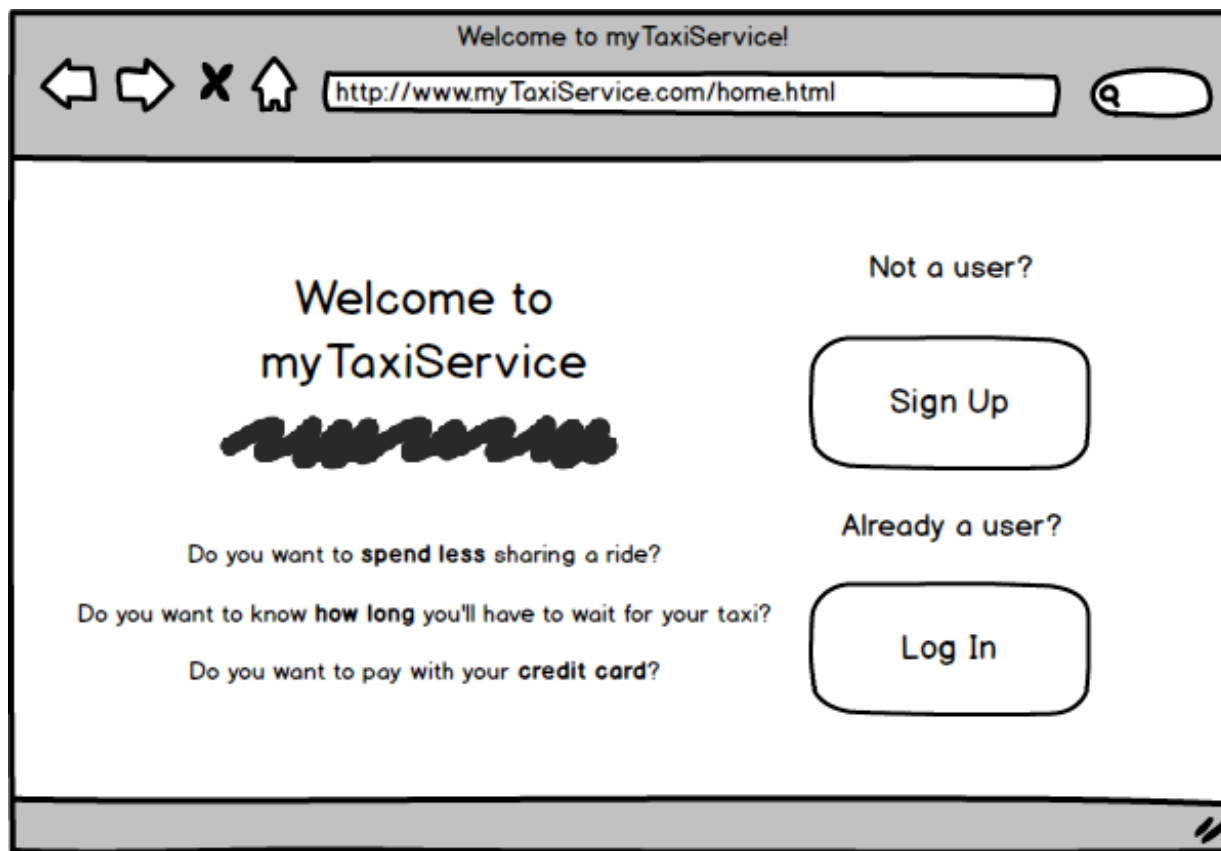 Welcome to myTaxiService!
http://www.myTaxiService.com/home.html
Welcome to
myTaxiService
Do you want to spend less sharing a ride?
Do you want to know how long you'll have to wait for your taxi?
Do you want to pay with your credit card?
Not a user?
Sign Up
Already a user?
Log In